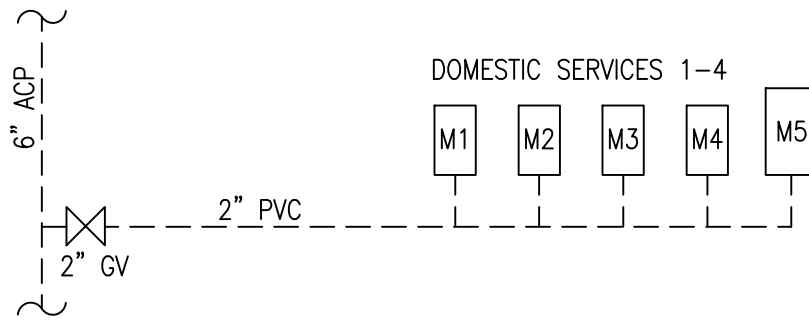 DOMESTIC SERVICES 1-4
6" ACP
M1 M2 M3 M4 M5
2" PVC
2" GV